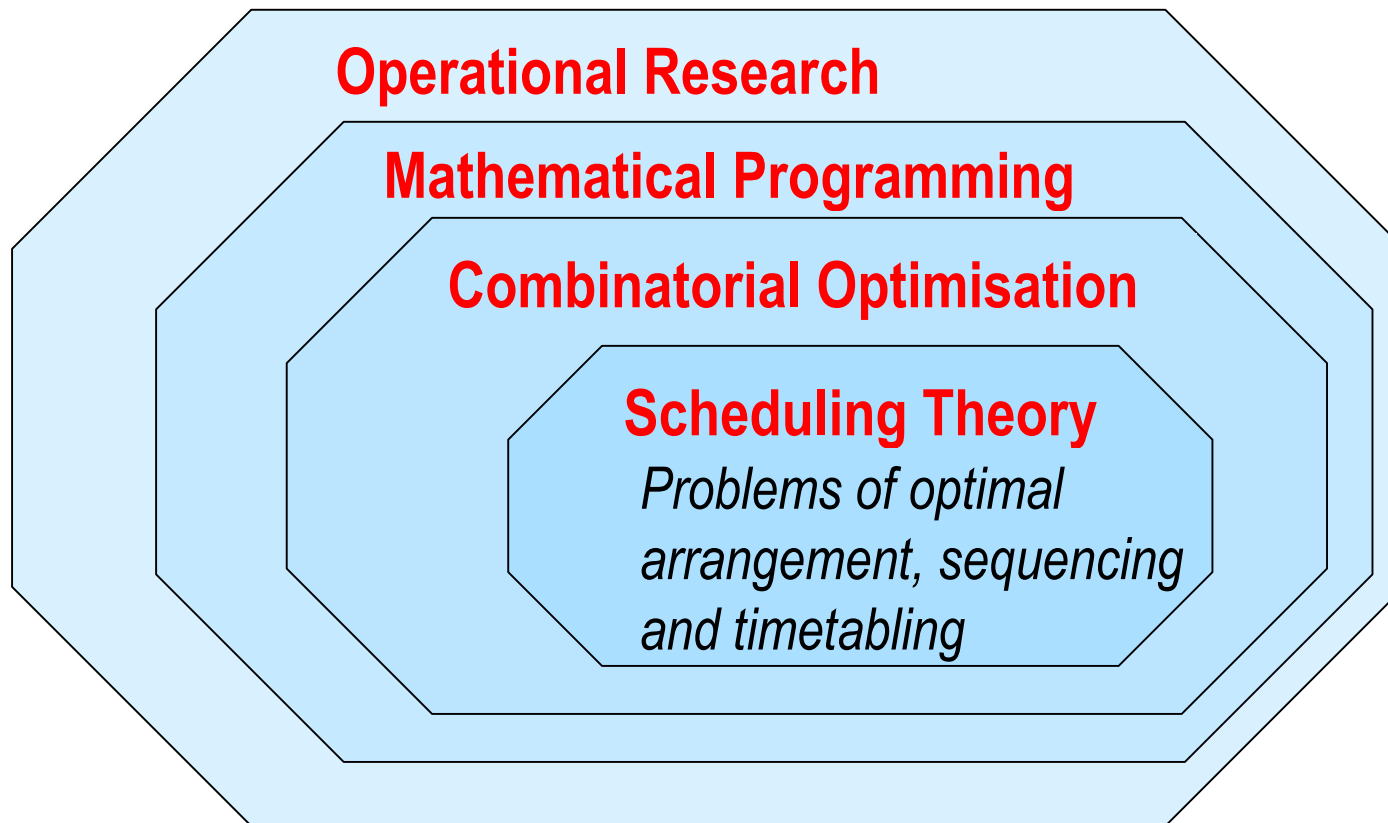 Operational Research
Mathematical Programming
Combinatorial Optimisation
Scheduling Theory
Problems of optimal
arrangement, sequencing
and timetabling